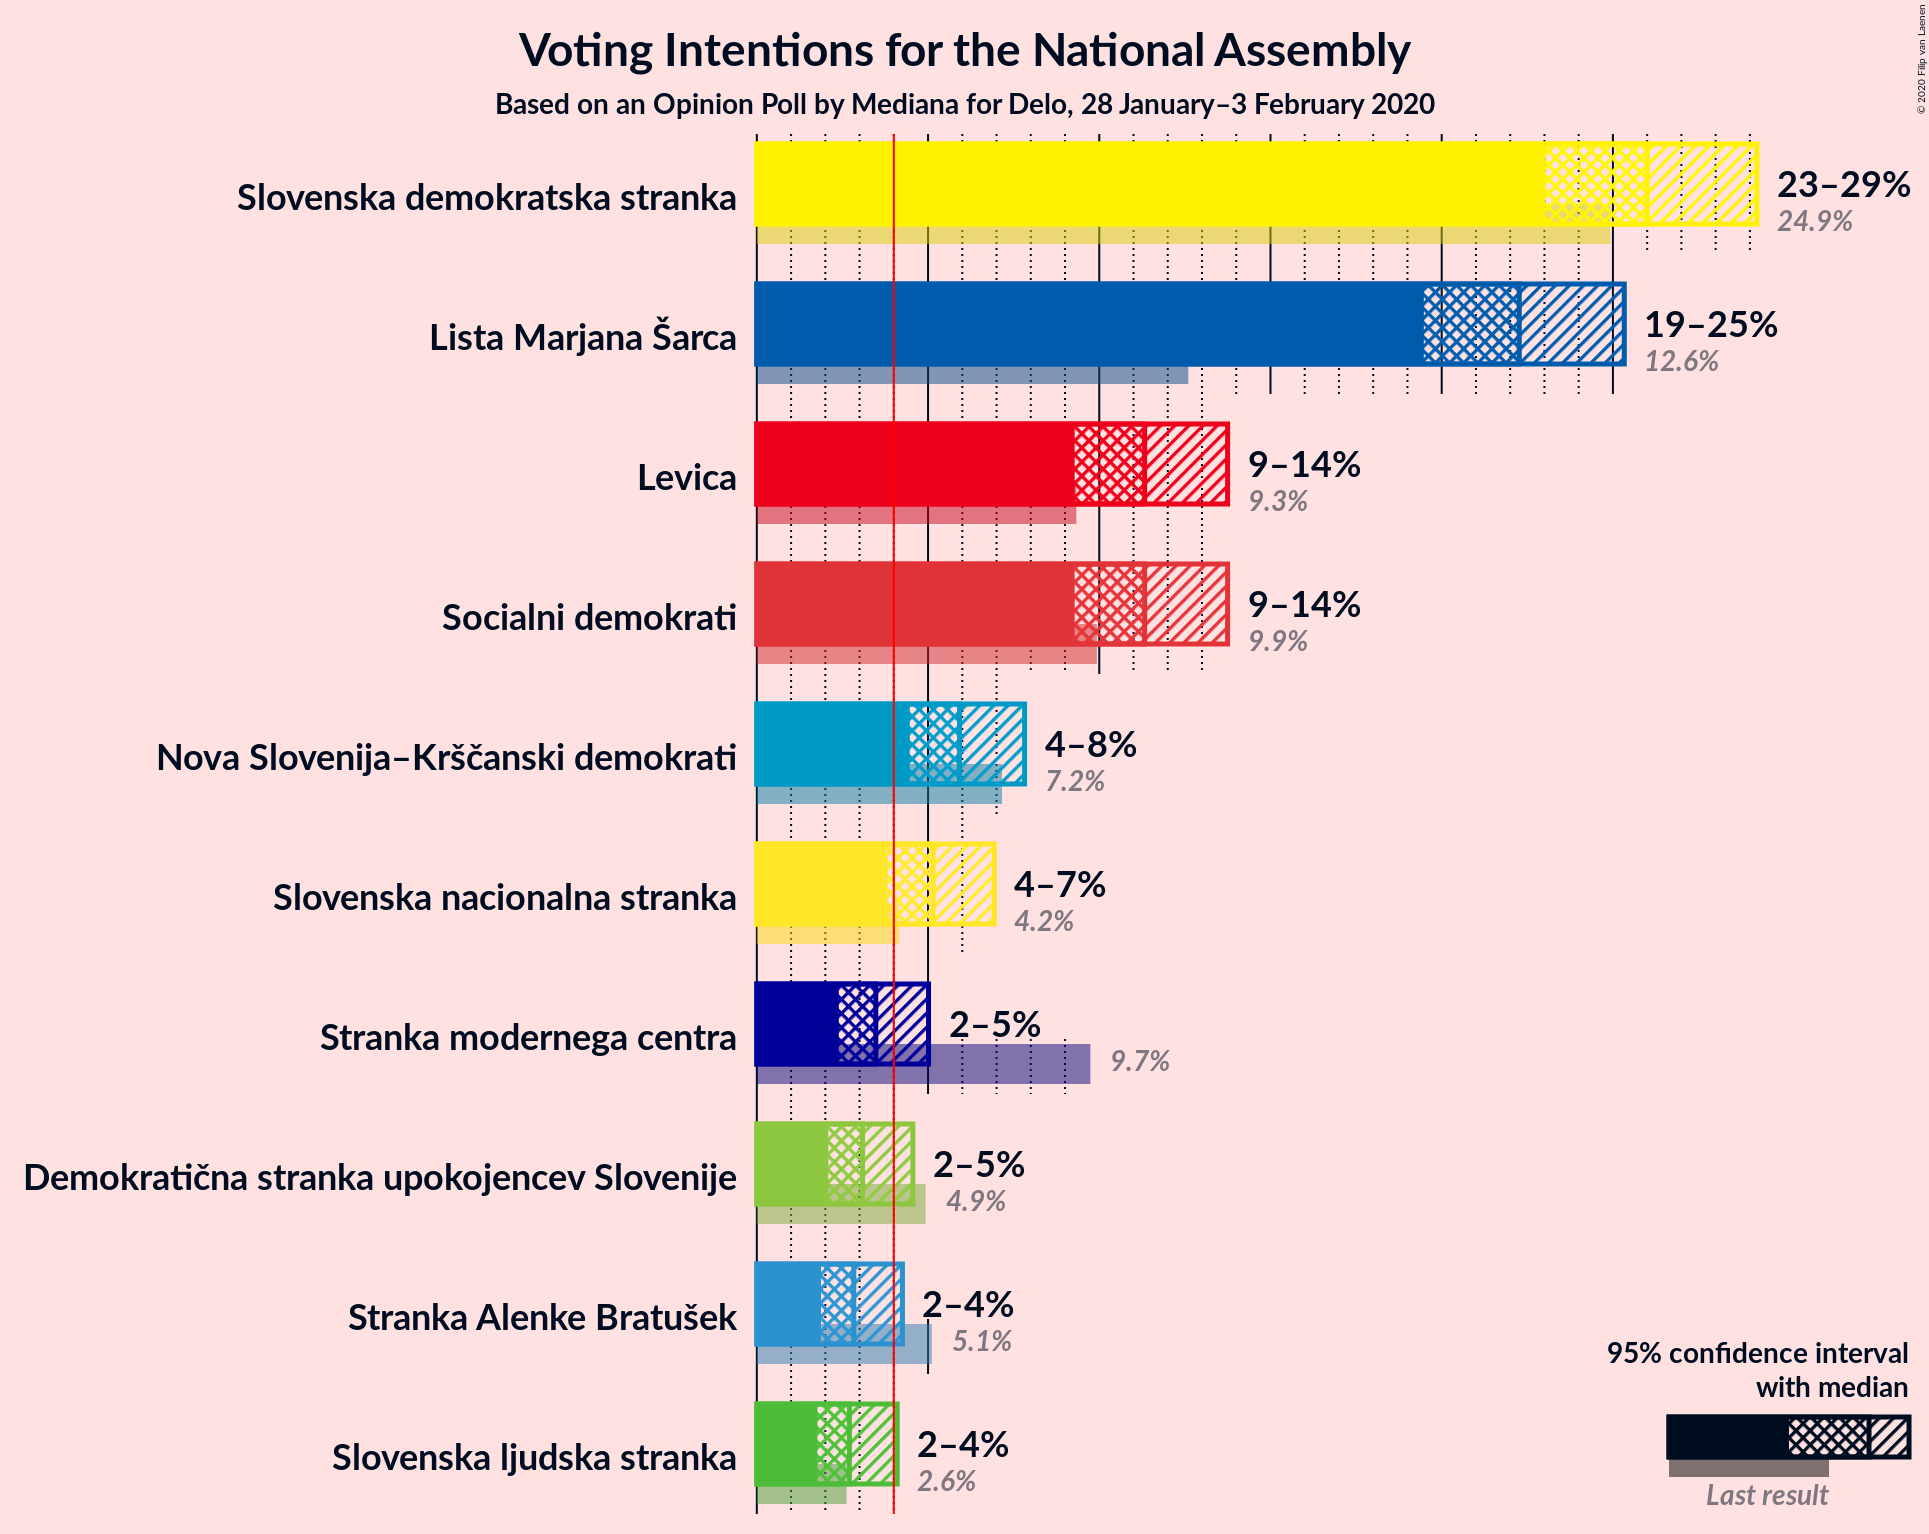 © 2020 Filip van Laenen
Voting Intentions for the National Assembly
Based on an Opinion Poll by Mediana for Delo, 28 January–3 February 2020
Slovenska demokratska stranka
23–29%
24.9%
Lista Marjana Šarca
19–25%
12.6%
Levica
9–14%
9.3%
Socialni demokrati
9–14%
9.9%
Nova Slovenija–Krščanski demokrati
4–8%
7.2%
Slovenska nacionalna stranka
4–7%
4.2%
Stranka modernega centra
2–5%
9.7%
Demokratična stranka upokojencev Slovenije
2–5%
4.9%
Stranka Alenke Bratušek
2–4%
5.1%
Slovenska ljudska stranka
2–4%
2.6%
95% confidence interval
with median
Last result